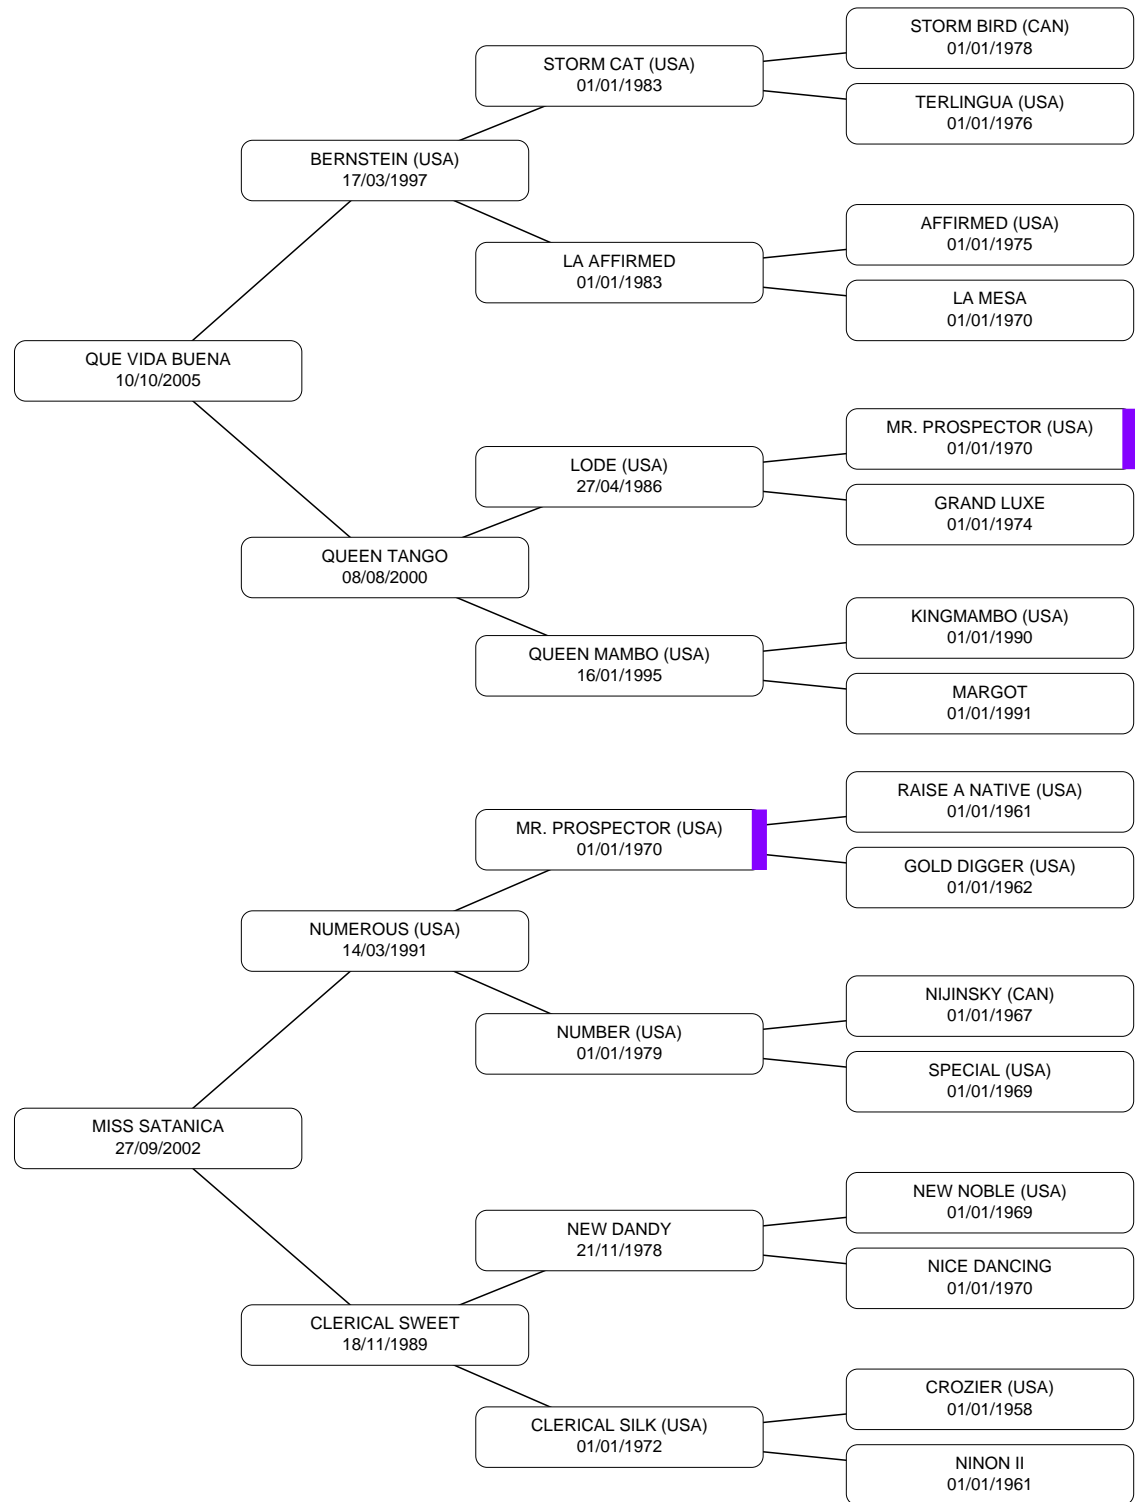 STORM BIRD (CAN)
01/01/1978
STORM CAT (USA)
01/01/1983
TERLINGUA (USA)
01/01/1976
BERNSTEIN (USA)
17/03/1997
AFFIRMED (USA)
01/01/1975
LA AFFIRMED
01/01/1983
LA MESA
01/01/1970
QUE VIDA BUENA
10/10/2005
MR. PROSPECTOR (USA)
01/01/1970
LODE (USA)
27/04/1986
GRAND LUXE
01/01/1974
QUEEN TANGO
08/08/2000
KINGMAMBO (USA)
01/01/1990
QUEEN MAMBO (USA)
16/01/1995
MARGOT
01/01/1991
RAISE A NATIVE (USA)
01/01/1961
MR. PROSPECTOR (USA)
01/01/1970
GOLD DIGGER (USA)
01/01/1962
NUMEROUS (USA)
14/03/1991
NIJINSKY (CAN)
01/01/1967
NUMBER (USA)
01/01/1979
SPECIAL (USA)
01/01/1969
MISS SATANICA
27/09/2002
NEW NOBLE (USA)
01/01/1969
NEW DANDY
21/11/1978
NICE DANCING
01/01/1970
CLERICAL SWEET
18/11/1989
CROZIER (USA)
01/01/1958
CLERICAL SILK (USA)
01/01/1972
NINON II
01/01/1961